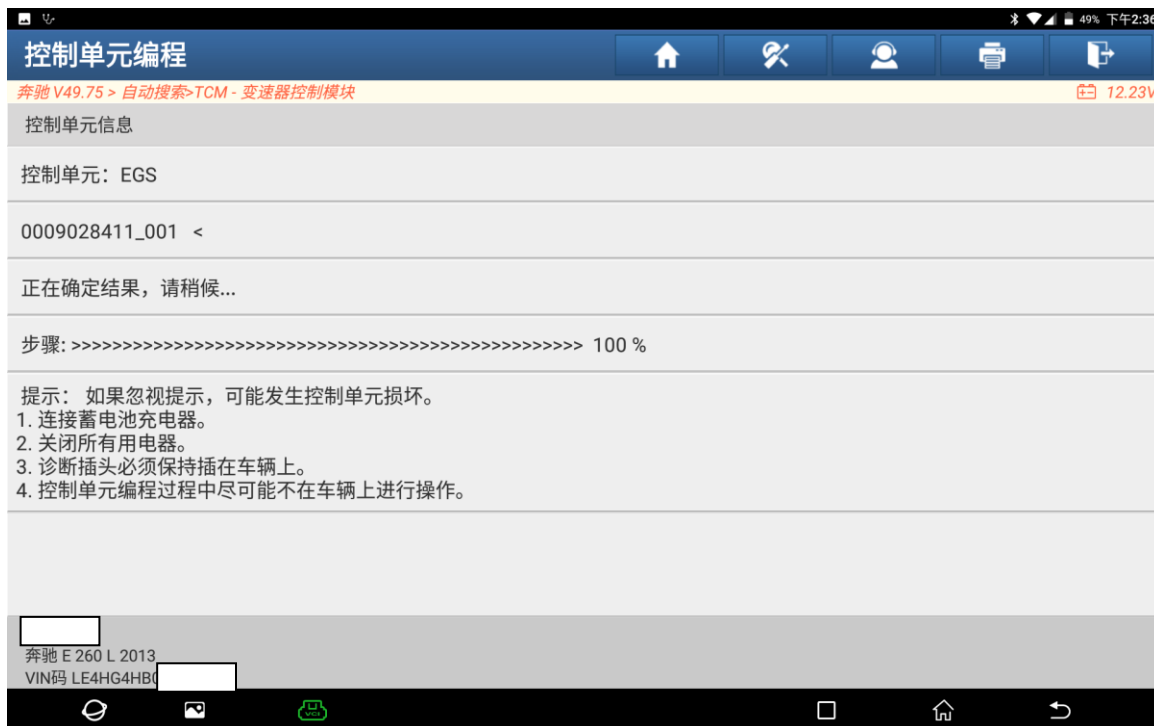 49% 下午2:36
控制单元编程
奔驰 V49.75 > 自动搜索>TCM - 变速器控制模块
12.23V
控制单元信息
控制单元：EGS
0009028411_001 <
正在确定结果，请稍候...
步骤: >>>>>>>>>>>>>>>>>>>>>>>>>>>>>>>>>>>>>>>>>>>>>>>>>> 100 %
提示： 如果忽视提示，可能发生控制单元损坏。
1. 连接蓄电池充电器。
2. 关闭所有用电器。
3. 诊断插头必须保持插在车辆上。
4. 控制单元编程过程中尽可能不在车辆上进行操作。
奔驰 E 260 L 2013
VIN码 LE4HG4HB
VCI